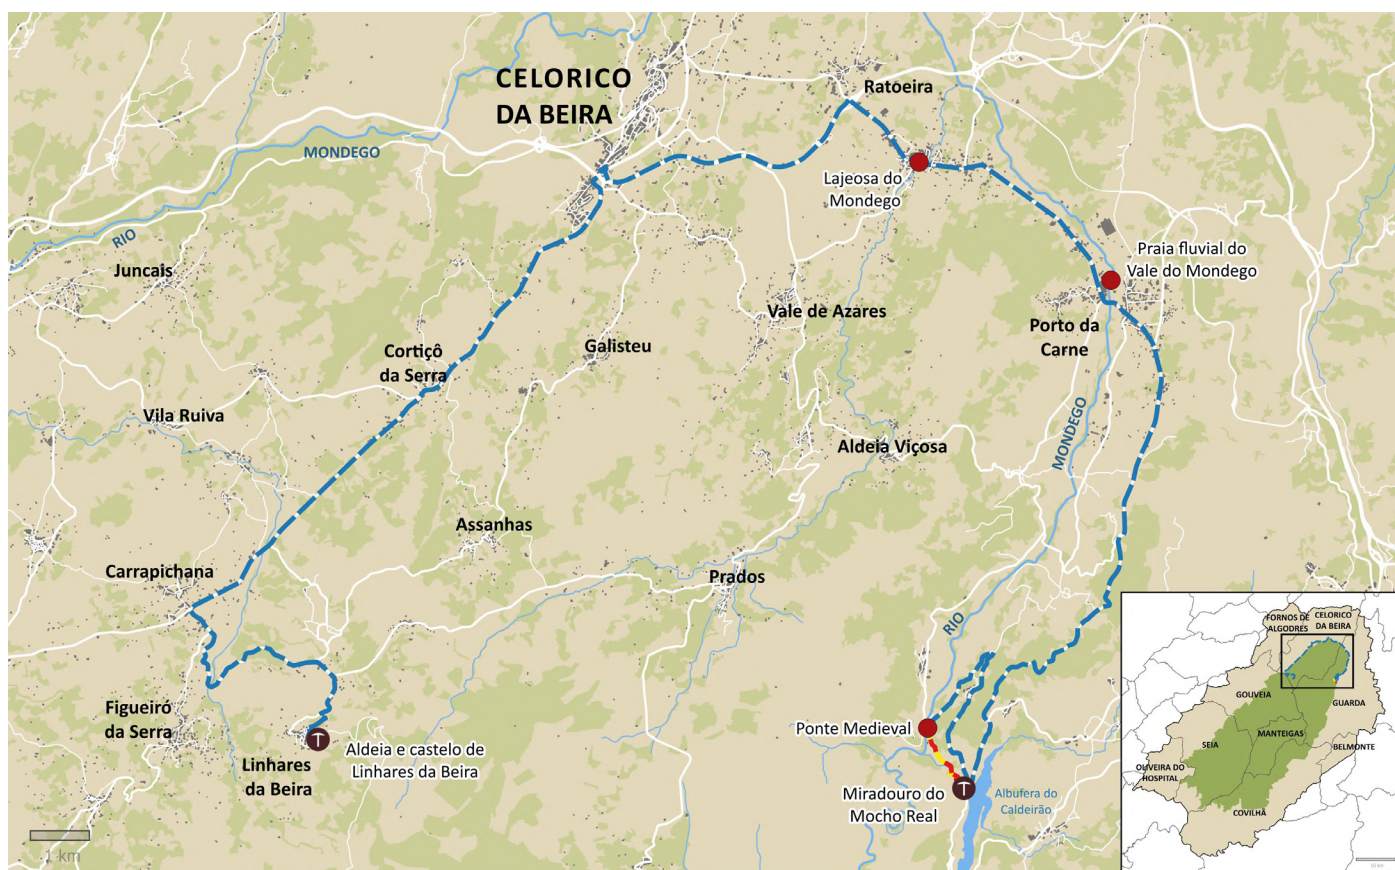 CELORICO
DA BEIRA
Ratoeira
MONDEGO
RIO
Lajeosa do
Mondego
Juncais
Praia fluvial do
Vale do Mondego
Vale de Azares
Porto da
Carne
Galisteu
Cortiçô
da Serra
Vila Ruiva
MONDEGO
Aldeia Viçosa
Assanhas
Carrapichana
Prados
RIO
Figueiró
da Serra
Ponte Medieval
T
Aldeia e castelo de
Linhares da Beira
Linhares
da Beira
T
Miradouro do
Mocho Real
Albufera do
Caldeirão
1 km
FORNOS DE
ALGODRES
CELORICO
DA BEIRA
GOUVEIA
GUARDA
MANTEIGAS
SEIA
BELMONTE
OLIVEIRA DO
HOSPITAL
COVILHÃ
10 km